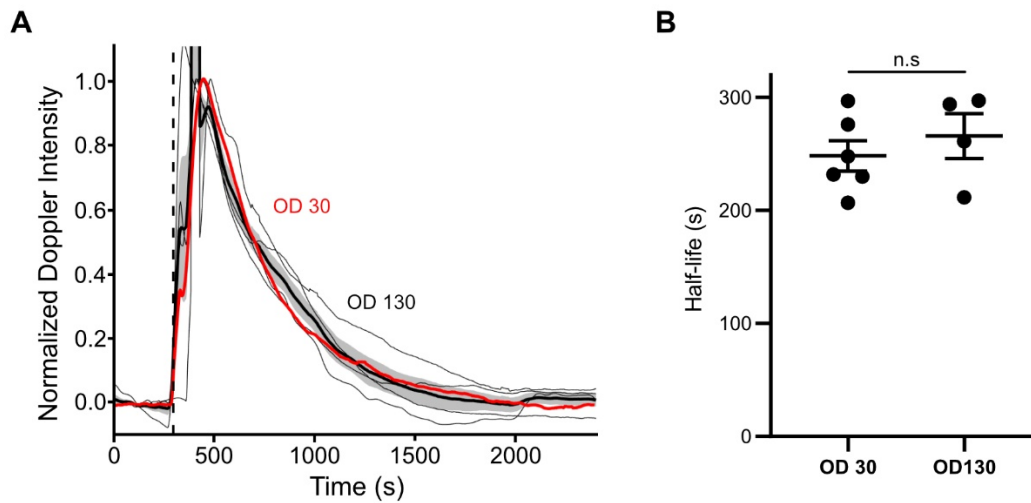 A
Normalized Doppler Intensity
1.0
0.8
0.6
0.4
0.2
0.0
OD 30
OD 130
0
500
1000
1500
2000
Time (s)
B
n.s
Half-life (s)
300
200
100
0
OD 30
OD130